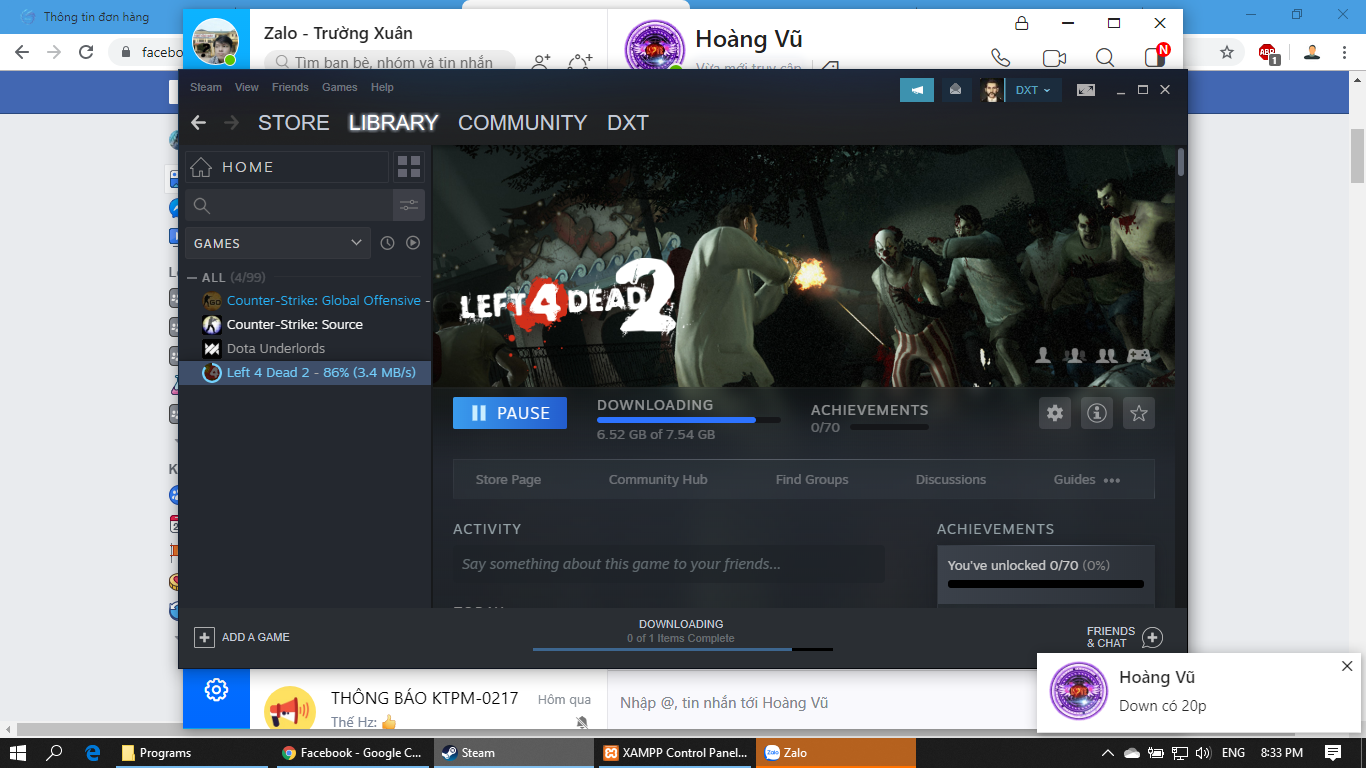 Thông tin đơn hàng
facebo
Zalo - Trường Xuân
Tìm bạn bè, nhóm và tin nhắn
Hoàng Vũ
Vừa mới truy cập
N
ABP
1
Steam View Friends Games Help
DXT
STORE LIBRARY COMMUNITY DXT
HOME
GAMES
ALL (4/99)
Counter-Strike: Global Offensive -
Counter-Strike: Source
Dota Underlords
Left 4 Dead 2 - 86% (3.4 MB/s)
LEFT 4 DEAD 2
PAUSE
DOWNLOADING
6.52 GB of 7.54 GB
ACHIEVEMENTS
0/70
Store Page
Community Hub
Find Groups
Discussions
Guides
ACTIVITY
Say something about this game to your friends...
TODAY
ACHIEVEMENTS
You've unlocked 0/70 (0%)
ADD A GAME
DOWNLOADING
0 of 1 Items Complete
FRIENDS
& CHAT
THÔNG BÁO KTPM-0217
Hôm qua
Thế Hz: 👍
Nhập @, tin nhắn tới Hoàng Vũ
Hoàng Vũ
Down có 20p
Programs
Facebook - Google C...
Steam
XAMPP Control Panel...
Zalo
ENG
8:33 PM